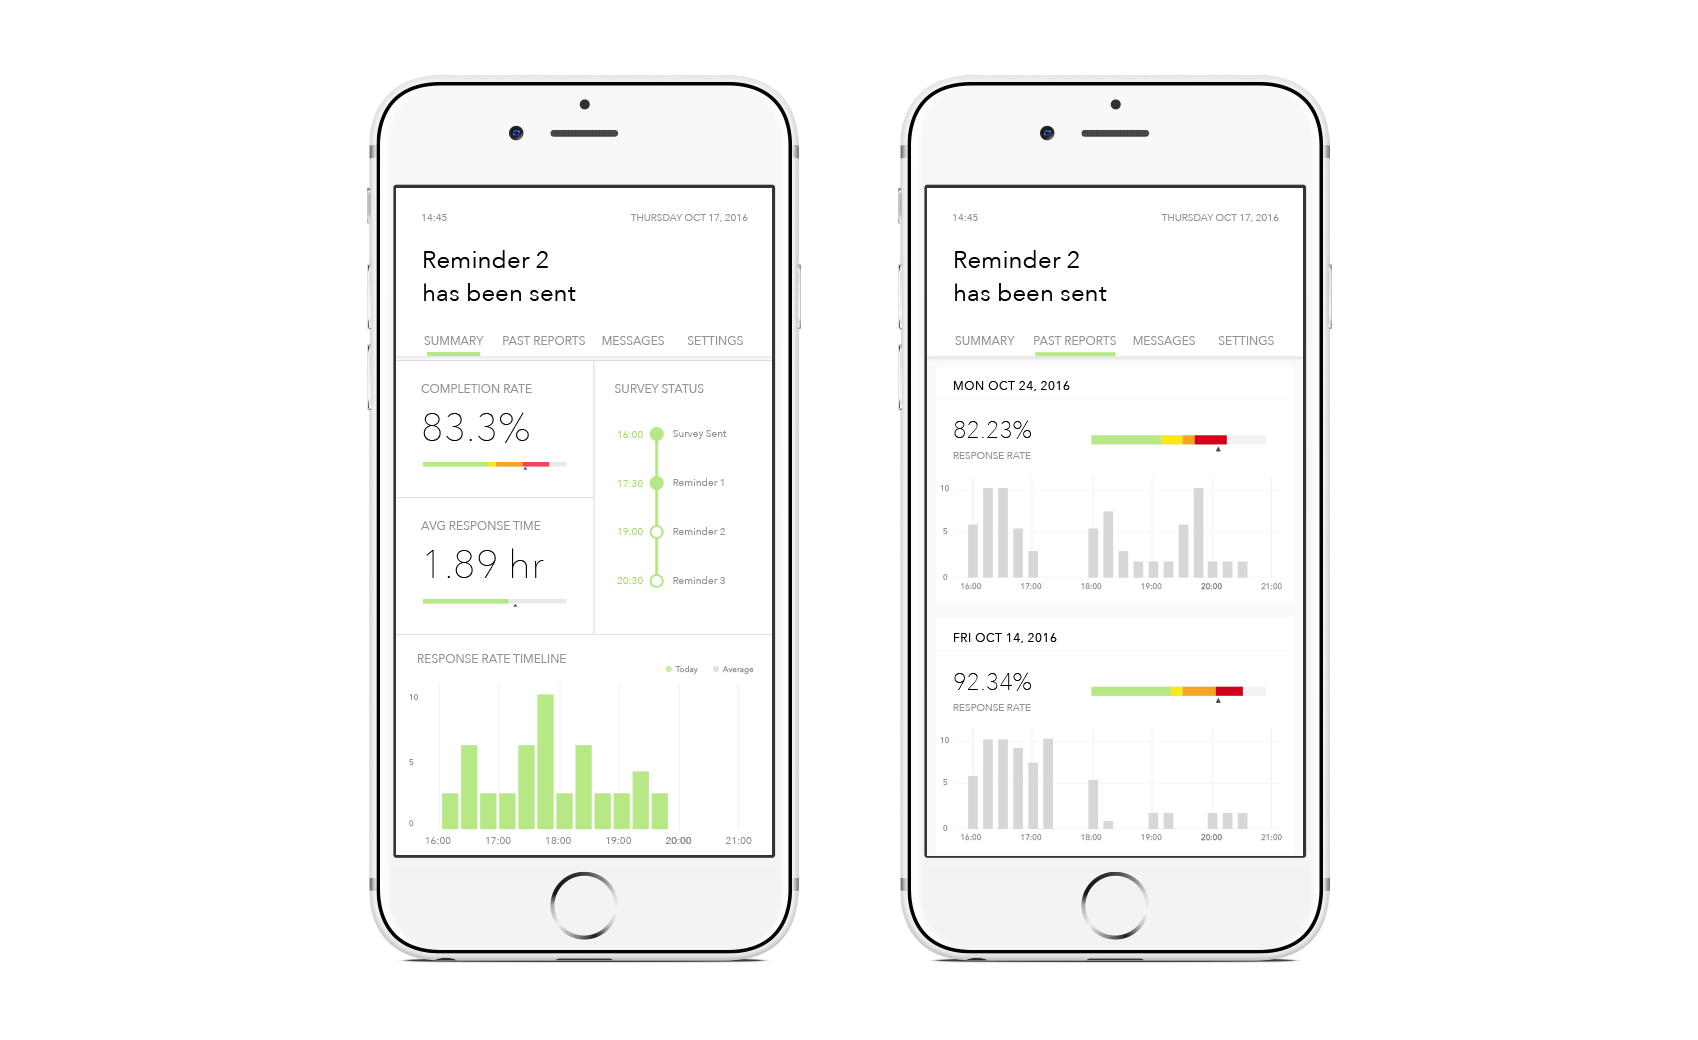 14:45 THURSDAY OCT 17, 2016
Reminder 2
has been sent
SUMMARY PAST REPORTS MESSAGES SETTINGS
COMPLETION RATE
83.3%
AVG RESPONSE TIME
1.89 hr
SURVEY STATUS
16:00 Survey Sent
17:30 Reminder 1
19:00 Reminder 2
20:30 Reminder 3
RESPONSE RATE TIMELINE
Today Average
10
5
0
16:00 17:00 18:00 19:00 20:00 21:00
14:45 THURSDAY OCT 17, 2016
Reminder 2
has been sent
SUMMARY PAST REPORTS MESSAGES SETTINGS
MON OCT 24, 2016
82.23%
RESPONSE RATE
10
5
0
16:00 17:00 18:00 19:00 20:00 21:00
FRI OCT 14, 2016
92.34%
RESPONSE RATE
10
5
0
16:00 17:00 18:00 19:00 20:00 21:00